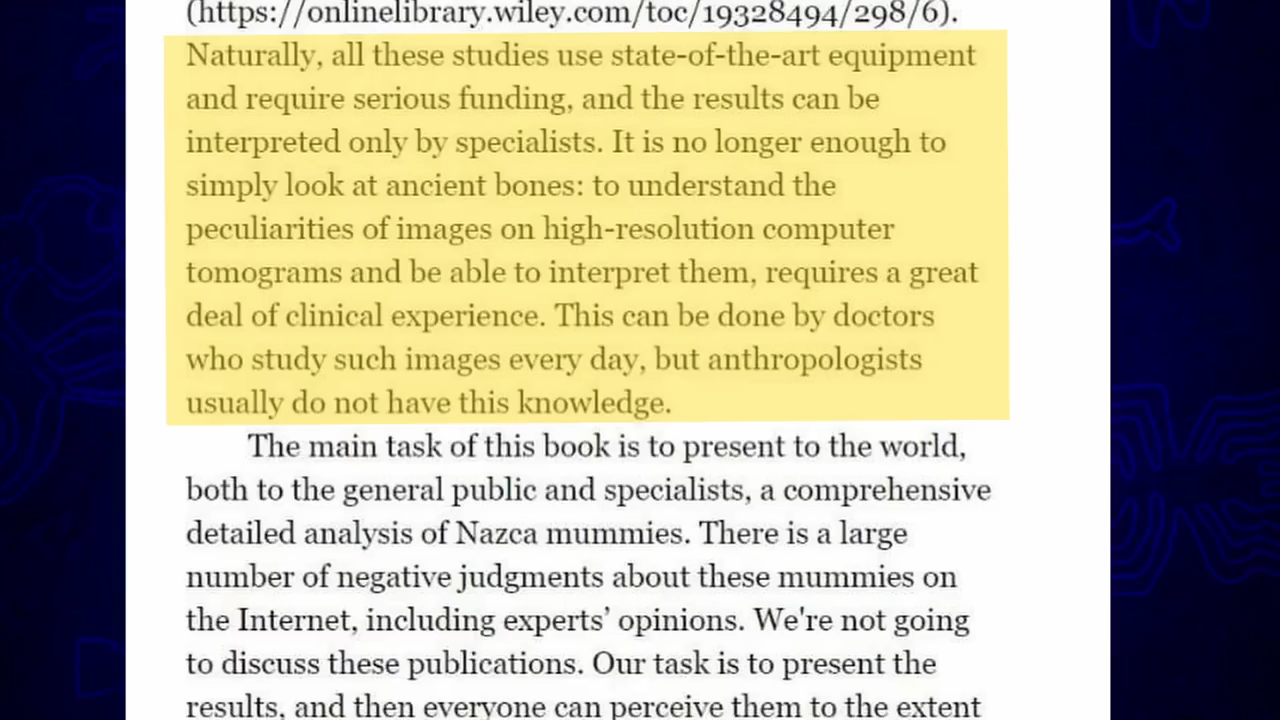 (https://onlinelibrary.wiley.com/toc/19328494/298/6).
Naturally, all these studies use state-of-the-art equipment
and require serious funding, and the results can be
interpreted only by specialists. It is no longer enough to
simply look at ancient bones: to understand the
peculiarities of images on high-resolution computer
tomograms and be able to interpret them, requires a great
deal of clinical experience. This can be done by doctors
who study such images every day, but anthropologists
usually do not have this knowledge.
The main task of this book is to present to the world,
both to the general public and specialists, a comprehensive
detailed analysis of Nazca mummies. There is a large
number of negative judgments about these mummies on
the Internet, including experts’ opinions. We're not going
to discuss these publications. Our task is to present the
results, and then everyone can perceive them to the extent